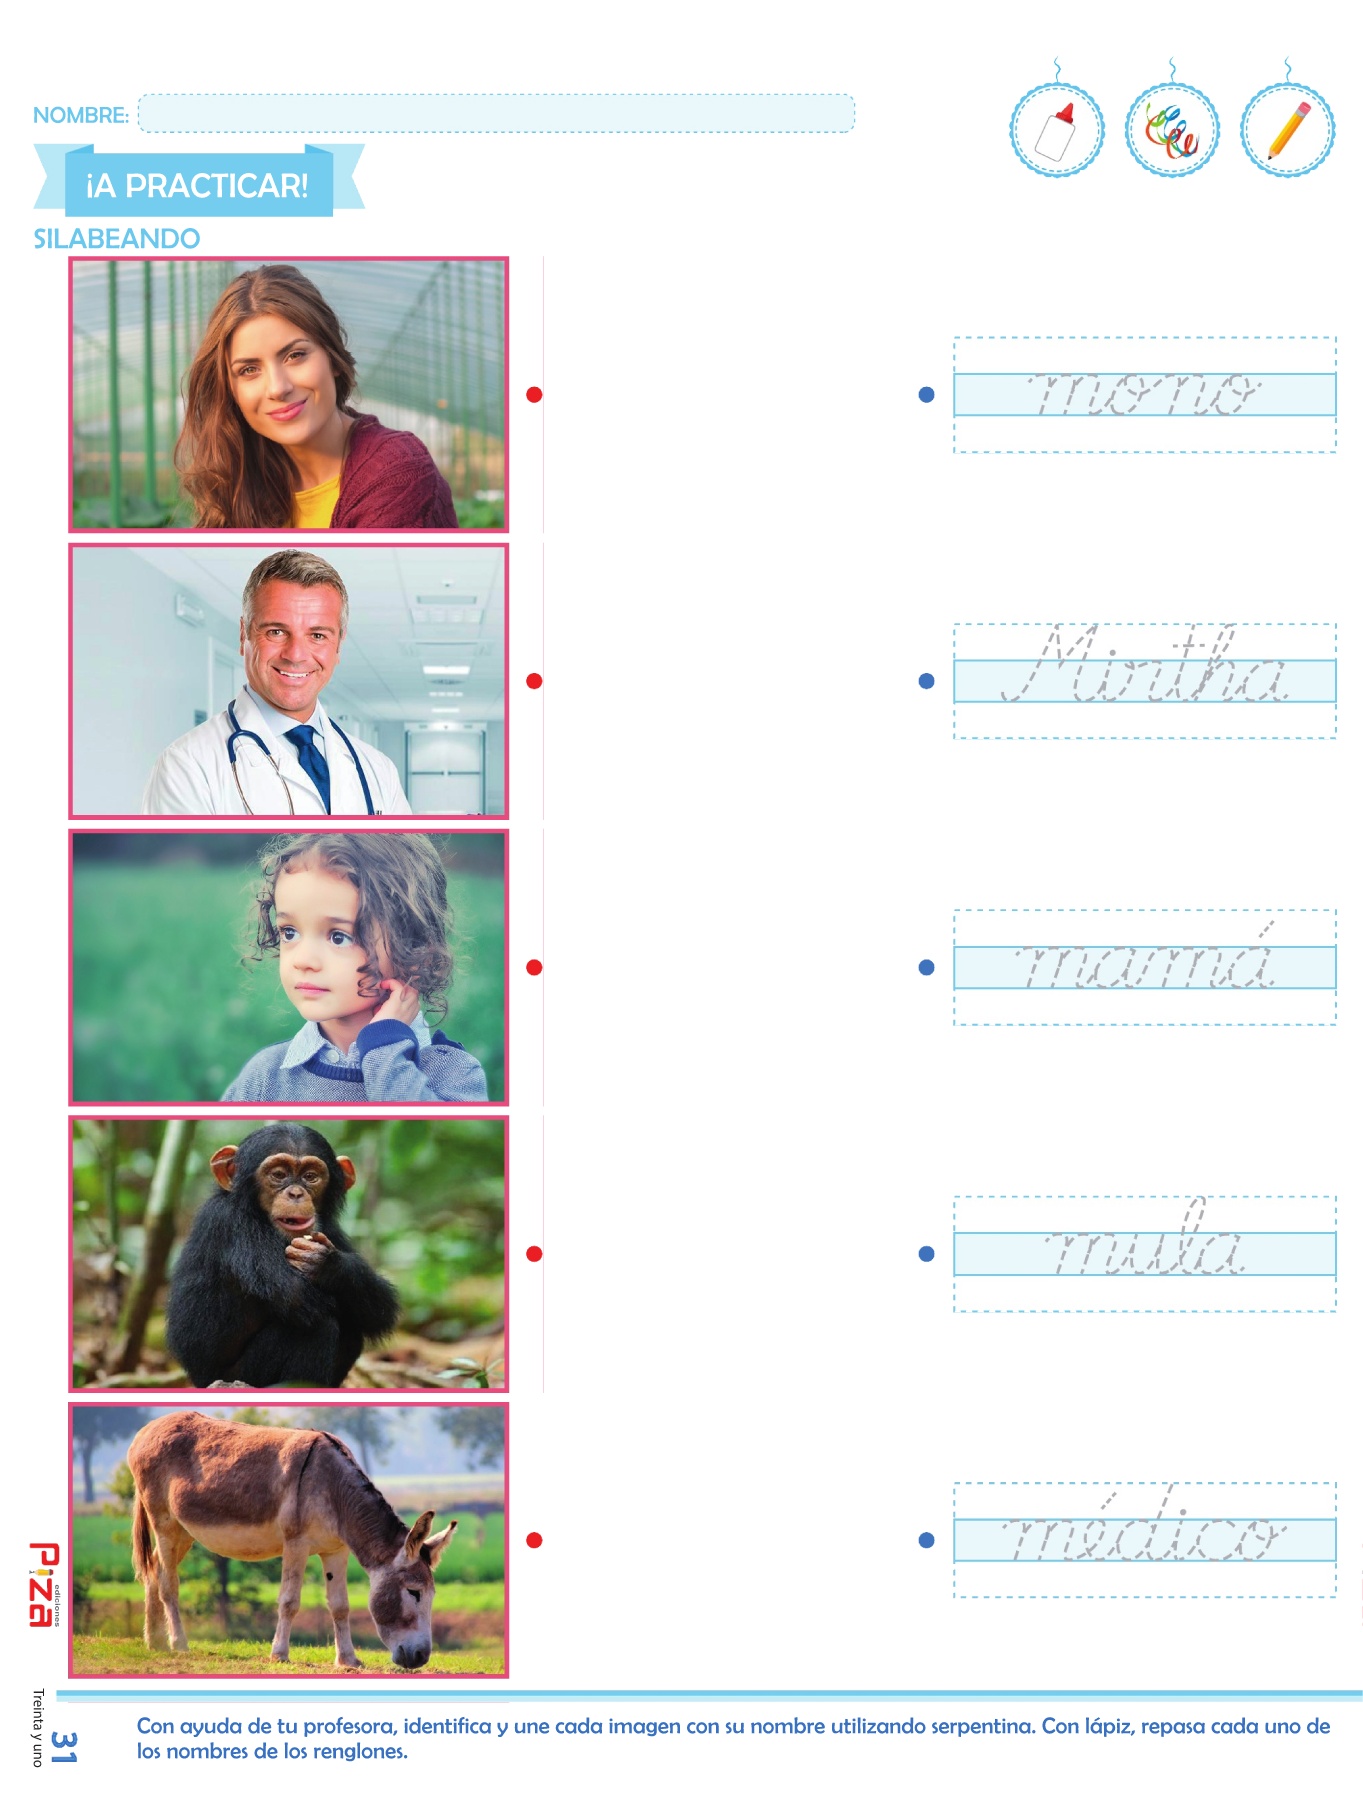 NOMBRE:
¡A PRACTICAR!
SILABEANDO
mono
Mirtha
mamá
mula
médico
Piza
ediciones
Treinta y uno
31
Con ayuda de tu profesora, identifica y une cada imagen con su nombre utilizando serpentina. Con lápiz, repasa cada uno de
los nombres de los renglones.